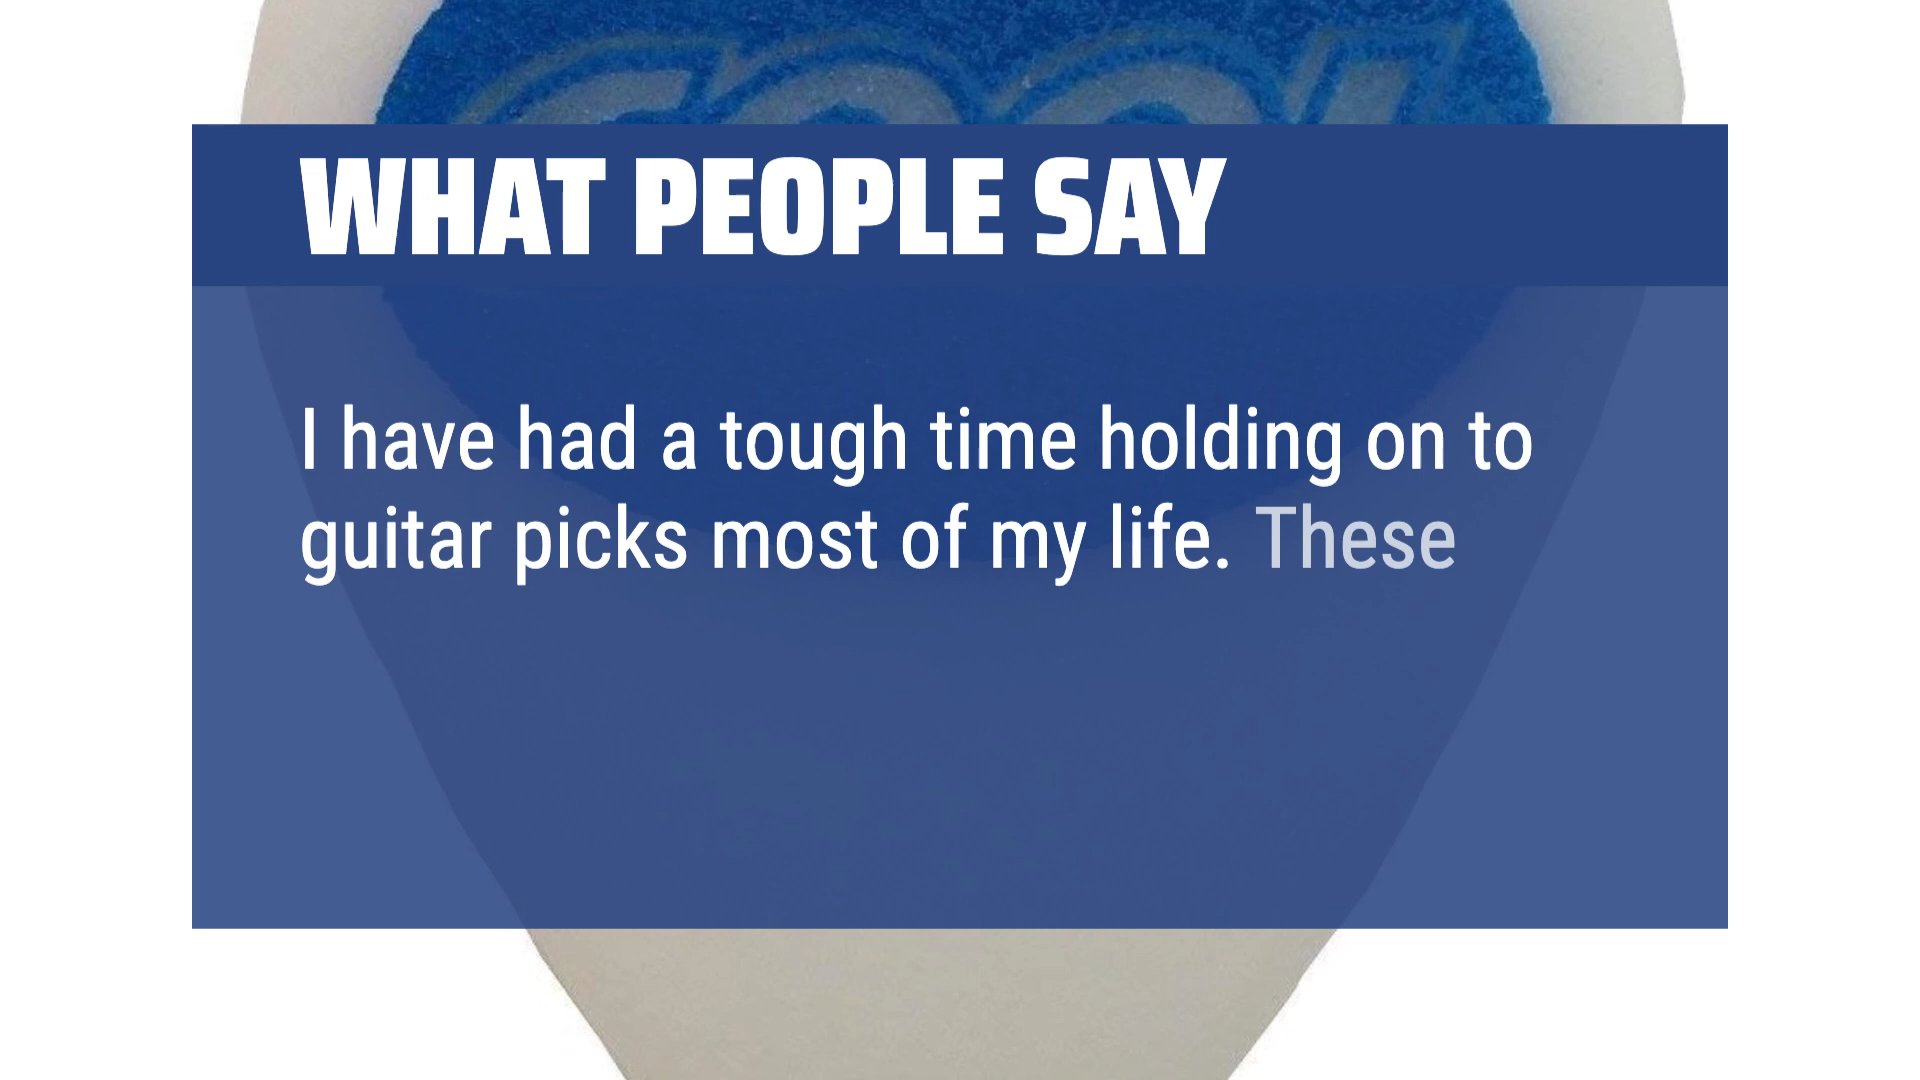 WHAT PEOPLE SAY
I have had a tough time holding on to
guitar picks most of my life. These